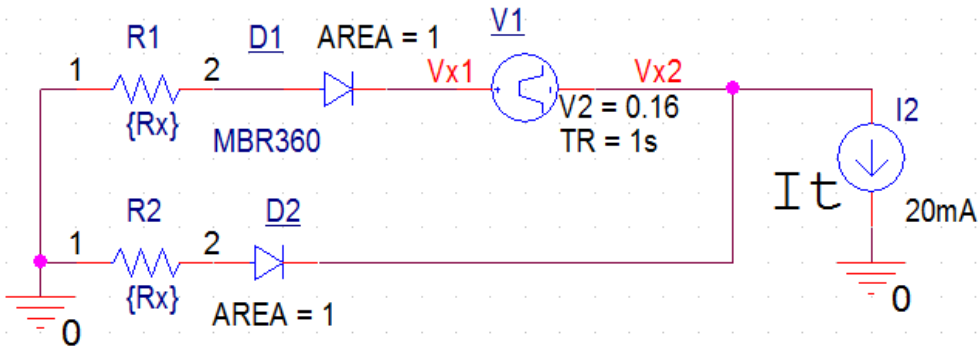 R1 D1 AREA = 1 V1
1 2 Vx1 Vx2
{Rx} MBR360 V2 = 0.16 I2
TR = 1s
It 20mA
R2 D2
1 2
{Rx} AREA = 1
0 0